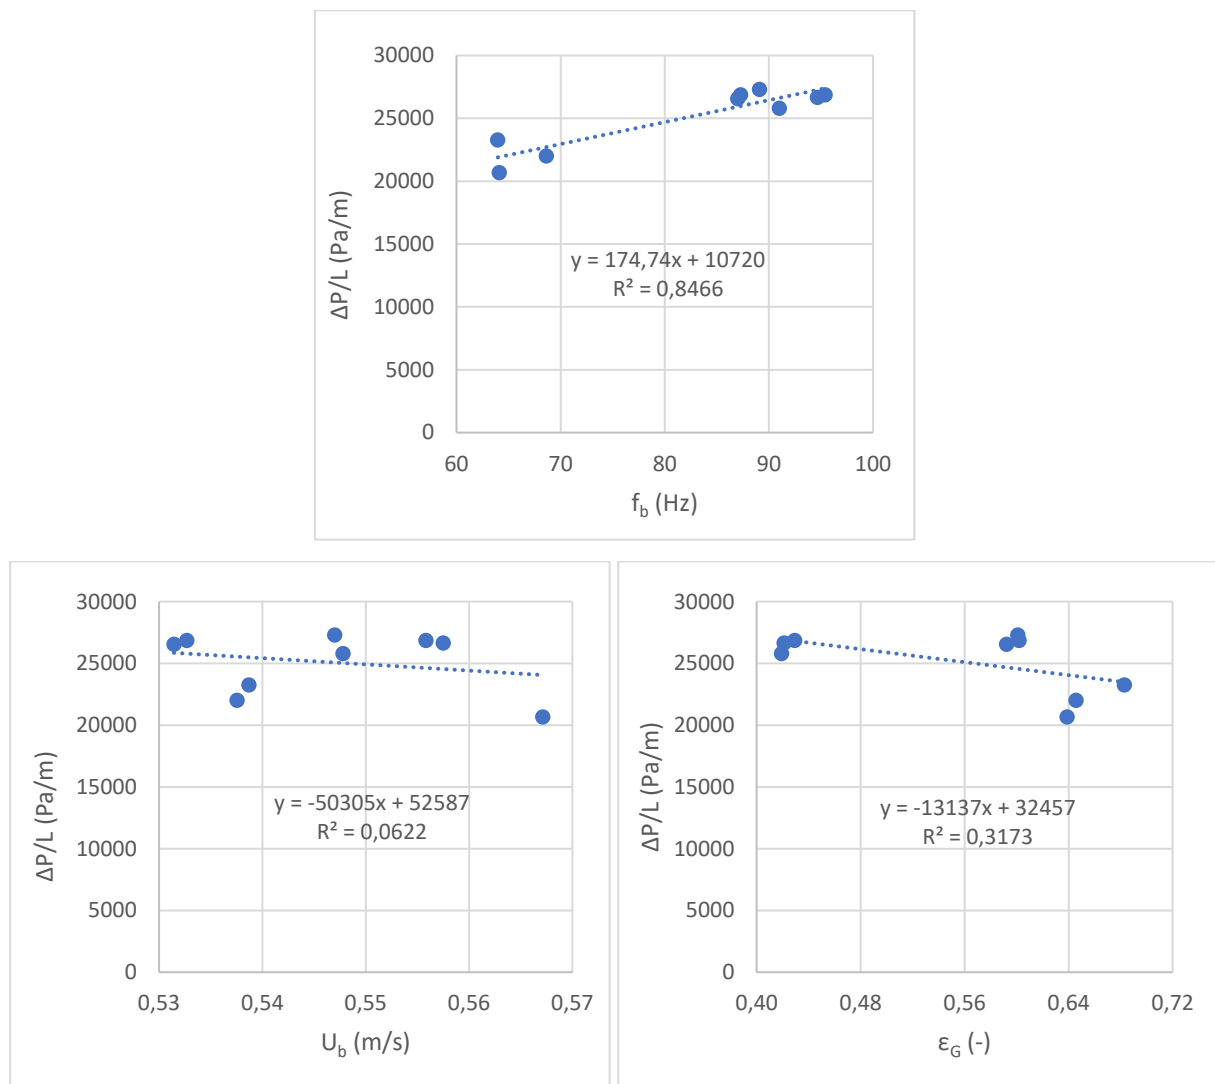 30000
25000
20000
15000
10000
5000
0
ΔP/L (Pa/m)
y = 174,74x + 10720
R² = 0,8466
60 70 80 90 100
f_b (Hz)
30000
25000
20000
15000
10000
5000
0
ΔP/L (Pa/m)
y = -50305x + 52587
R² = 0,0622
0,53 0,54 0,55 0,56 0,57
U_b (m/s)
30000
25000
20000
15000
10000
5000
0
ΔP/L (Pa/m)
y = -13137x + 32457
R² = 0,3173
0,40 0,48 0,56 0,64 0,72
ε_G (-)